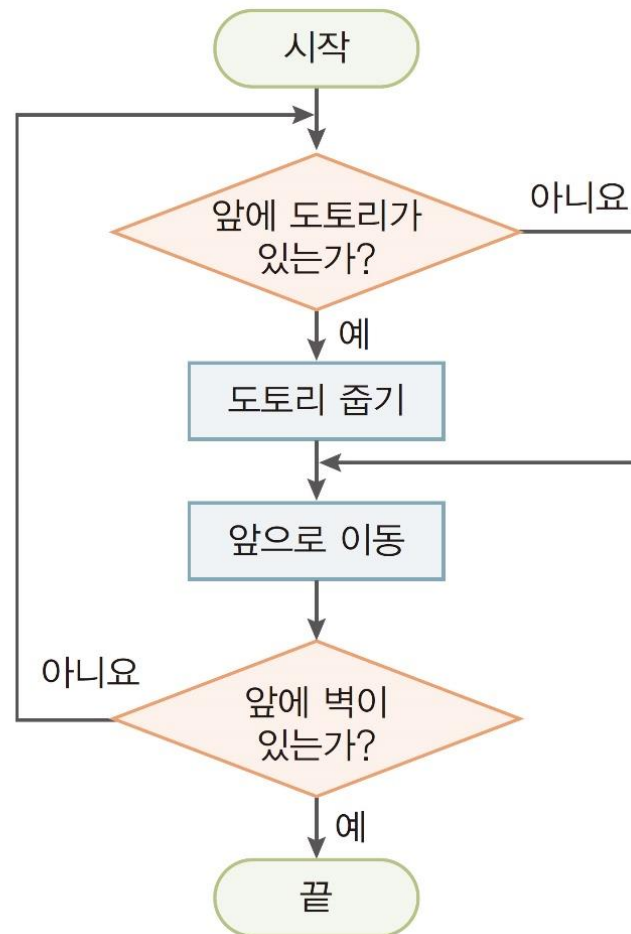 시작
앞에 도토리가
있는가?
아니요
예
도토리 줍기
앞으로 이동
아니요
앞에 벽이
있는가?
예
끝